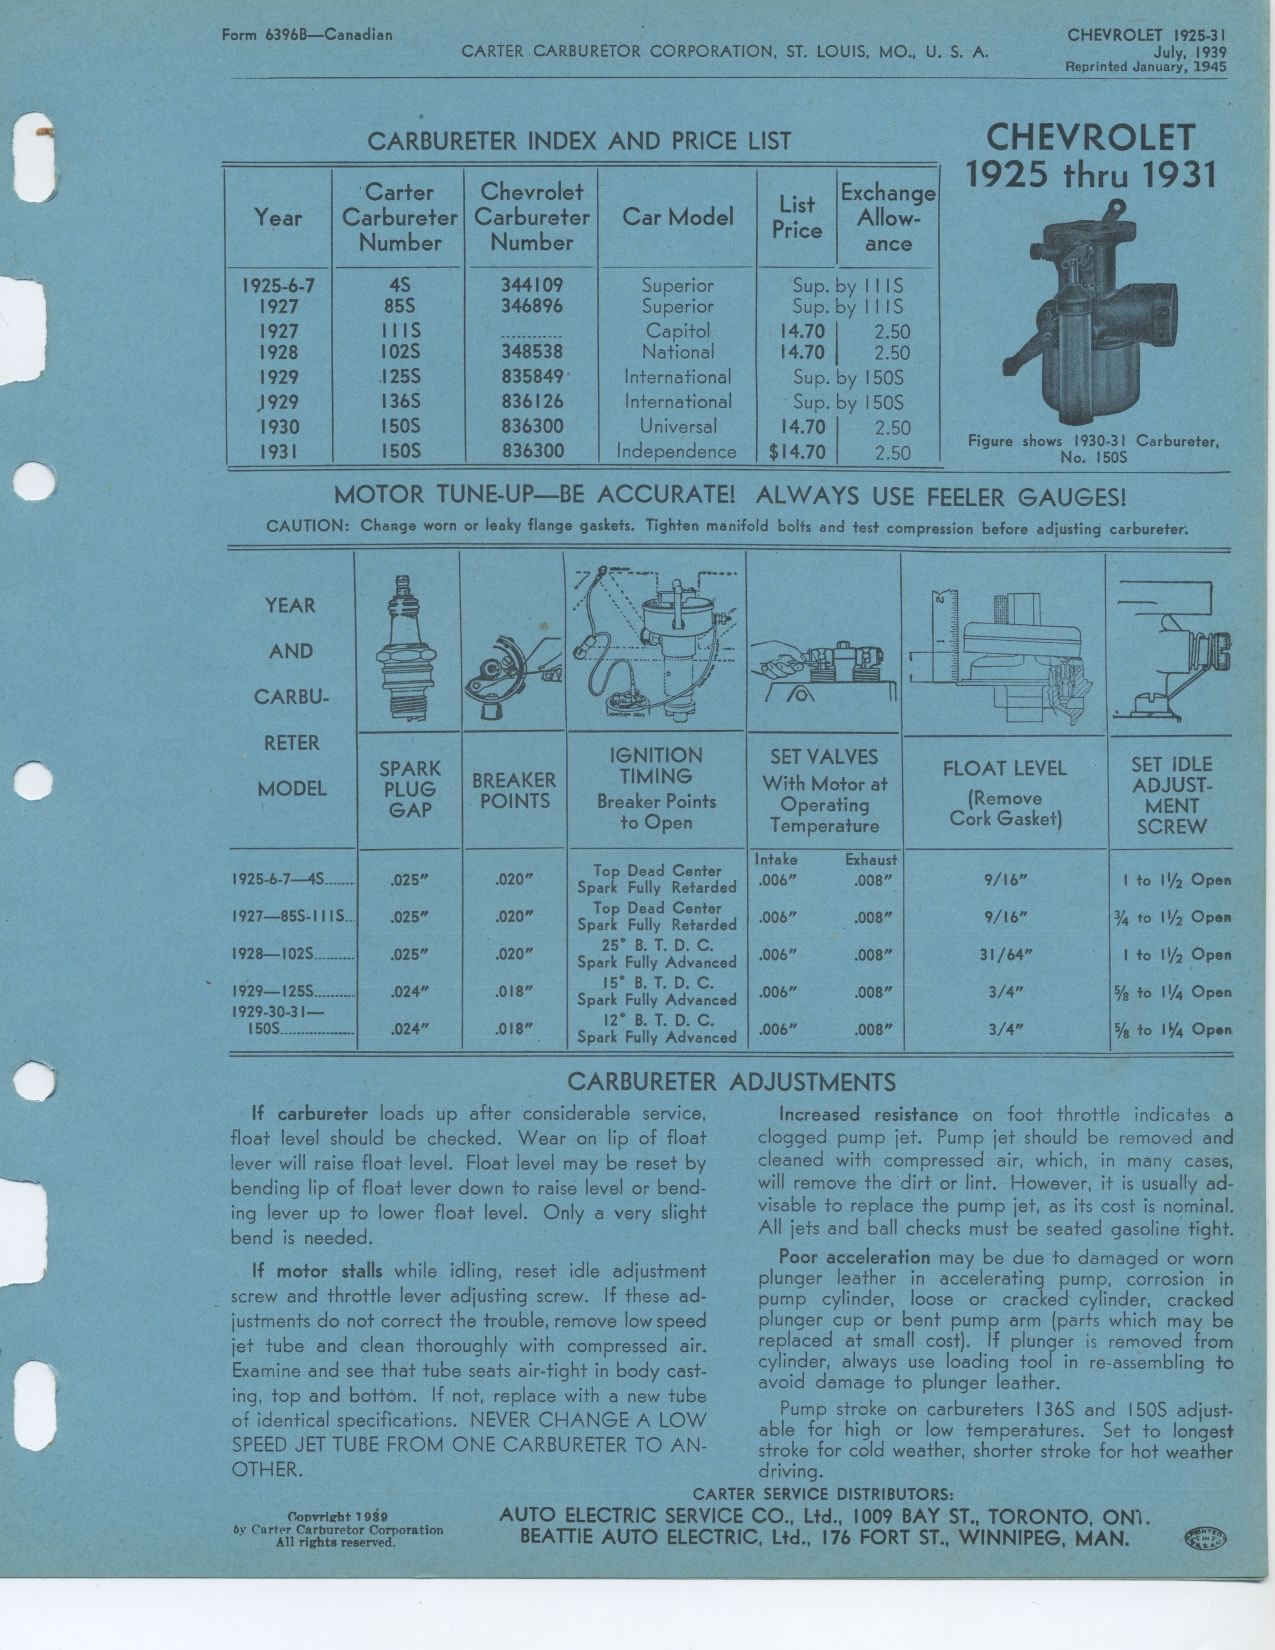 Form 6396B—Canadian
CARTER CARBURETOR CORPORATION, ST. LOUIS, MO., U. S. A.
CHEVROLET 1925-31
July, 1939
Reprinted January, 1945
CARBURETER INDEX AND PRICE LIST
CHEVROLET
1925 thru 1931
Year | Carter Carbureter Number | Chevrolet Carbureter Number | Car Model | List Price | Exchange Allow-ance
1925-6-7 4S 344109 Superior Sup. by 111S
1927 85S 346896 Superior Sup. by 111S
1927 111S ............ Capitol 14.70 2.50
1928 102S 348538 National 14.70 2.50
1929 125S 835849 International Sup. by 150S
1929 136S 836126 International Sup. by 150S
1930 150S 836300 Universal 14.70 2.50
1931 150S 836300 Independence $14.70 2.50
Figure shows 1930-31 Carbureter,
No. 150S
MOTOR TUNE-UP—BE ACCURATE! ALWAYS USE FEELER GAUGES!
CAUTION: Change worn or leaky flange gaskets. Tighten manifold bolts and test compression before adjusting carbureter.
YEAR
AND
CARBU-
RETER
MODEL
SPARK
PLUG
GAP
BREAKER
POINTS
IGNITION
TIMING
Breaker Points
to Open
SET VALVES
With Motor at
Operating
Temperature
FLOAT LEVEL
(Remove
Cork Gasket)
SET IDLE
ADJUST-
MENT
SCREW
Intake Exhaust
1925-6-7—4S....... .025" .020" Top Dead Center Spark Fully Retarded .006" .008" 9/16" 1 to 1½ Open
1927—85S-111S... .025" .020" Top Dead Center Spark Fully Retarded .006" .008" 9/16" ¾ to 1½ Open
1928—102S.......... .025" .020" 25° B. T. D. C. Spark Fully Advanced .006" .008" 31/64" 1 to 1½ Open
1929—125S.......... .024" .018" 15° B. T. D. C. Spark Fully Advanced .006" .008" 3/4" ⅝ to 1¼ Open
1929-30-31—
150S.................. .024" .018" 12° B. T. D. C. Spark Fully Advanced .006" .008" 3/4" ⅝ to 1¼ Open
CARBURETER ADJUSTMENTS
If carbureter loads up after considerable service,
float level should be checked. Wear on lip of float
lever will raise float level. Float level may be reset by
bending lip of float lever down to raise level or bend-
ing lever up to lower float level. Only a very slight
bend is needed.
If motor stalls while idling, reset idle adjustment
screw and throttle lever adjusting screw. If these ad-
justments do not correct the trouble, remove low speed
jet tube and clean thoroughly with compressed air.
Examine and see that tube seats air-tight in body cast-
ing, top and bottom. If not, replace with a new tube
of identical specifications. NEVER CHANGE A LOW
SPEED JET TUBE FROM ONE CARBURETER TO AN-
OTHER.
Increased resistance on foot throttle indicates a
clogged pump jet. Pump jet should be removed and
cleaned with compressed air, which, in many cases,
will remove the dirt or lint. However, it is usually ad-
visable to replace the pump jet, as its cost is nominal.
All jets and ball checks must be seated gasoline tight.
Poor acceleration may be due to damaged or worn
plunger leather in accelerating pump, corrosion in
pump cylinder, loose or cracked cylinder, cracked
plunger cup or bent pump arm (parts which may be
replaced at small cost). If plunger is removed from
cylinder, always use loading tool in re-assembling to
avoid damage to plunger leather.
Pump stroke on carbureters 136S and 150S adjust-
able for high or low temperatures. Set to longest
stroke for cold weather, shorter stroke for hot weather
driving.
CARTER SERVICE DISTRIBUTORS:
AUTO ELECTRIC SERVICE CO., Ltd., 1009 BAY ST., TORONTO, ONT.
BEATTIE AUTO ELECTRIC, Ltd., 176 FORT ST., WINNIPEG, MAN.
Copyright 1939
by Carter Carburetor Corporation
All rights reserved.
PRINTED
IN
U.S.A.